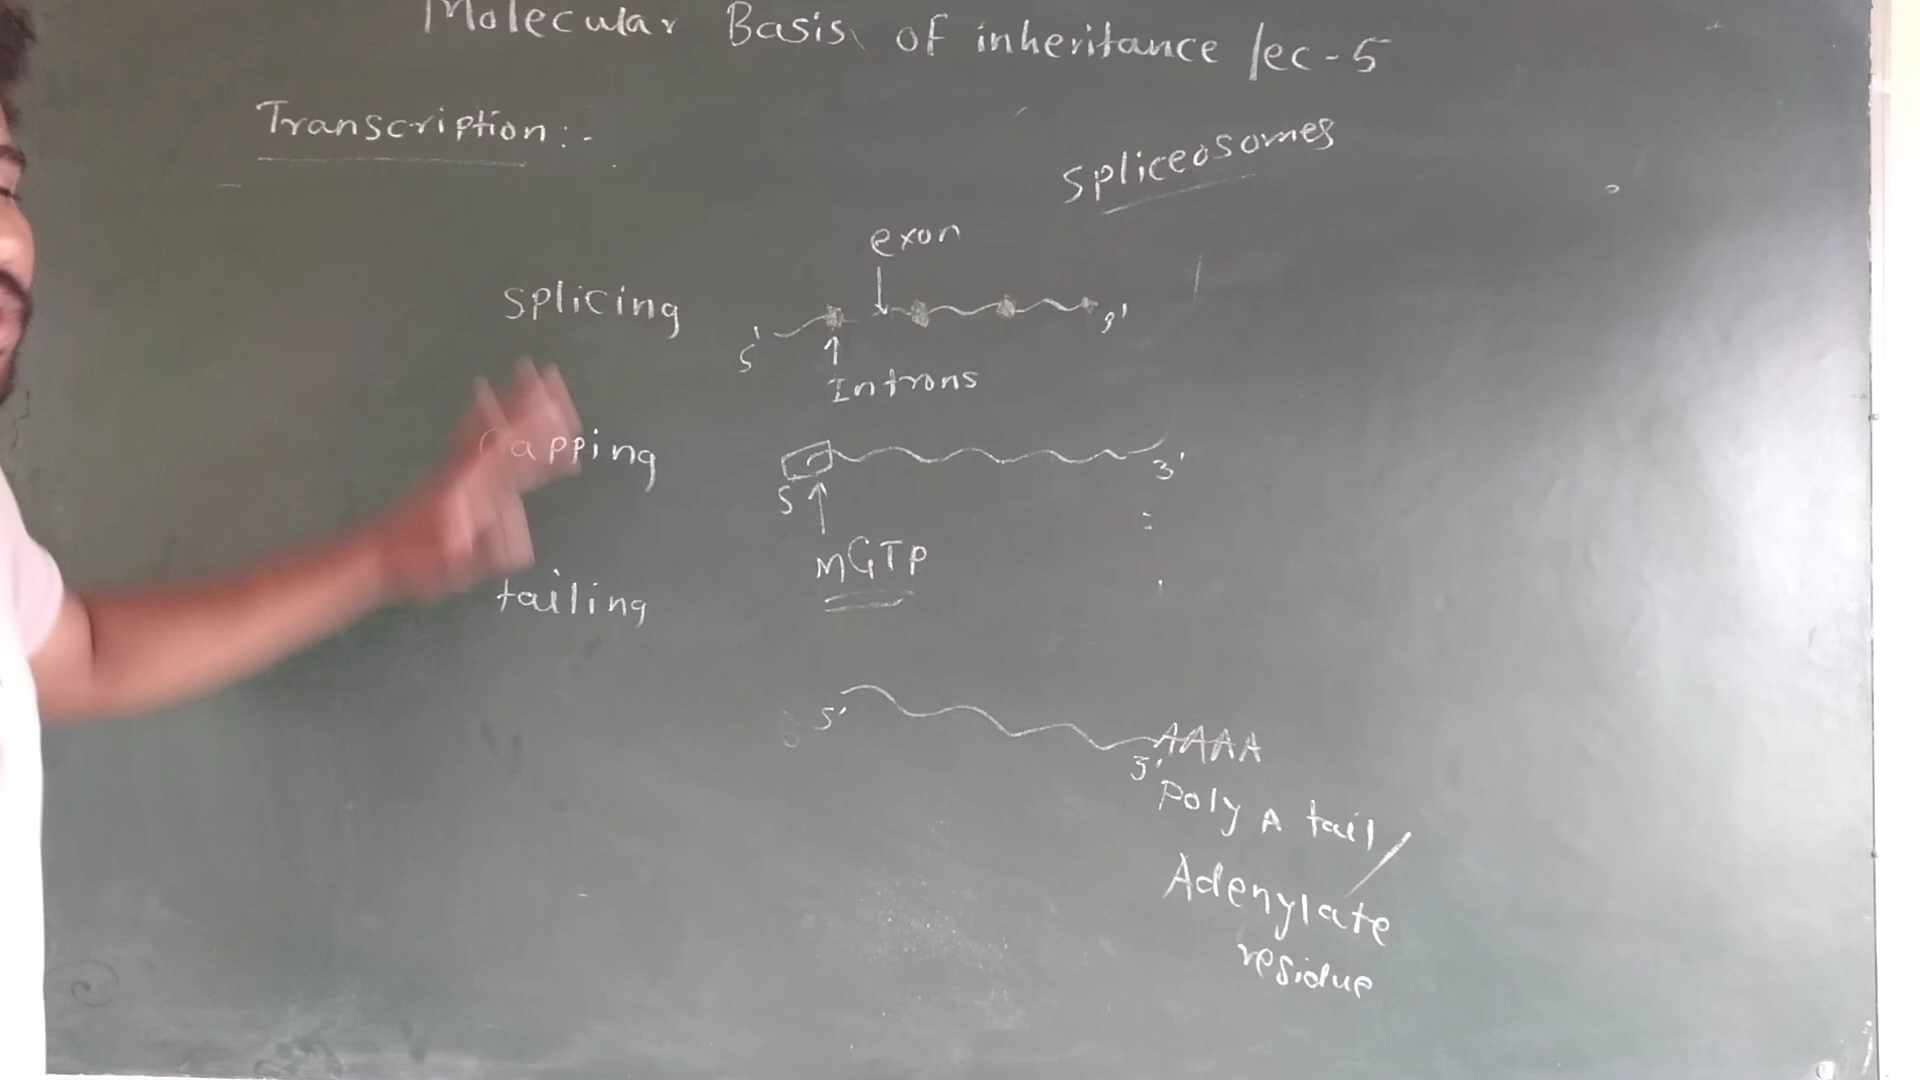 Molecular Basis of inheritance lec-5
Transcription:-
Spliceosomes
exon
Splicing
5' 3'
Introns
Capping
5 3'
mGTP
tailing
5' 3' AAAA
Poly A tail/
Adenylate
residue